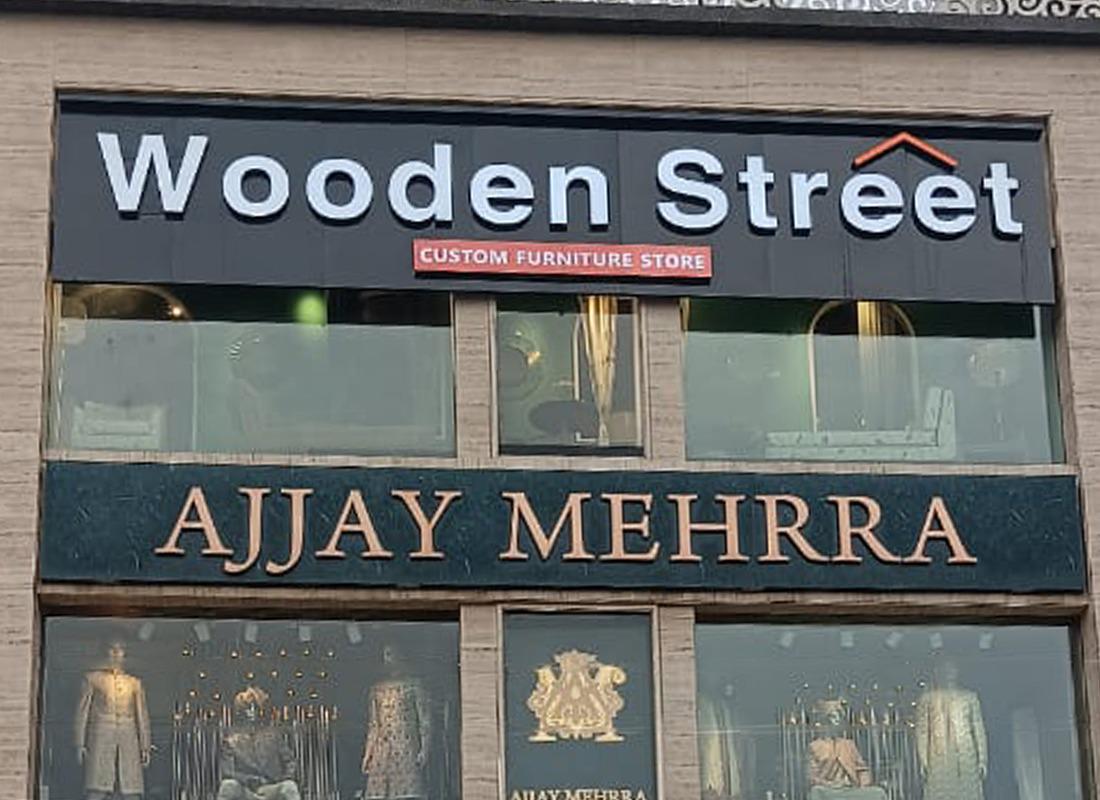 Wooden Street
CUSTOM FURNITURE STORE
AJJAY MEHRRA
AJJAY MEHRRA